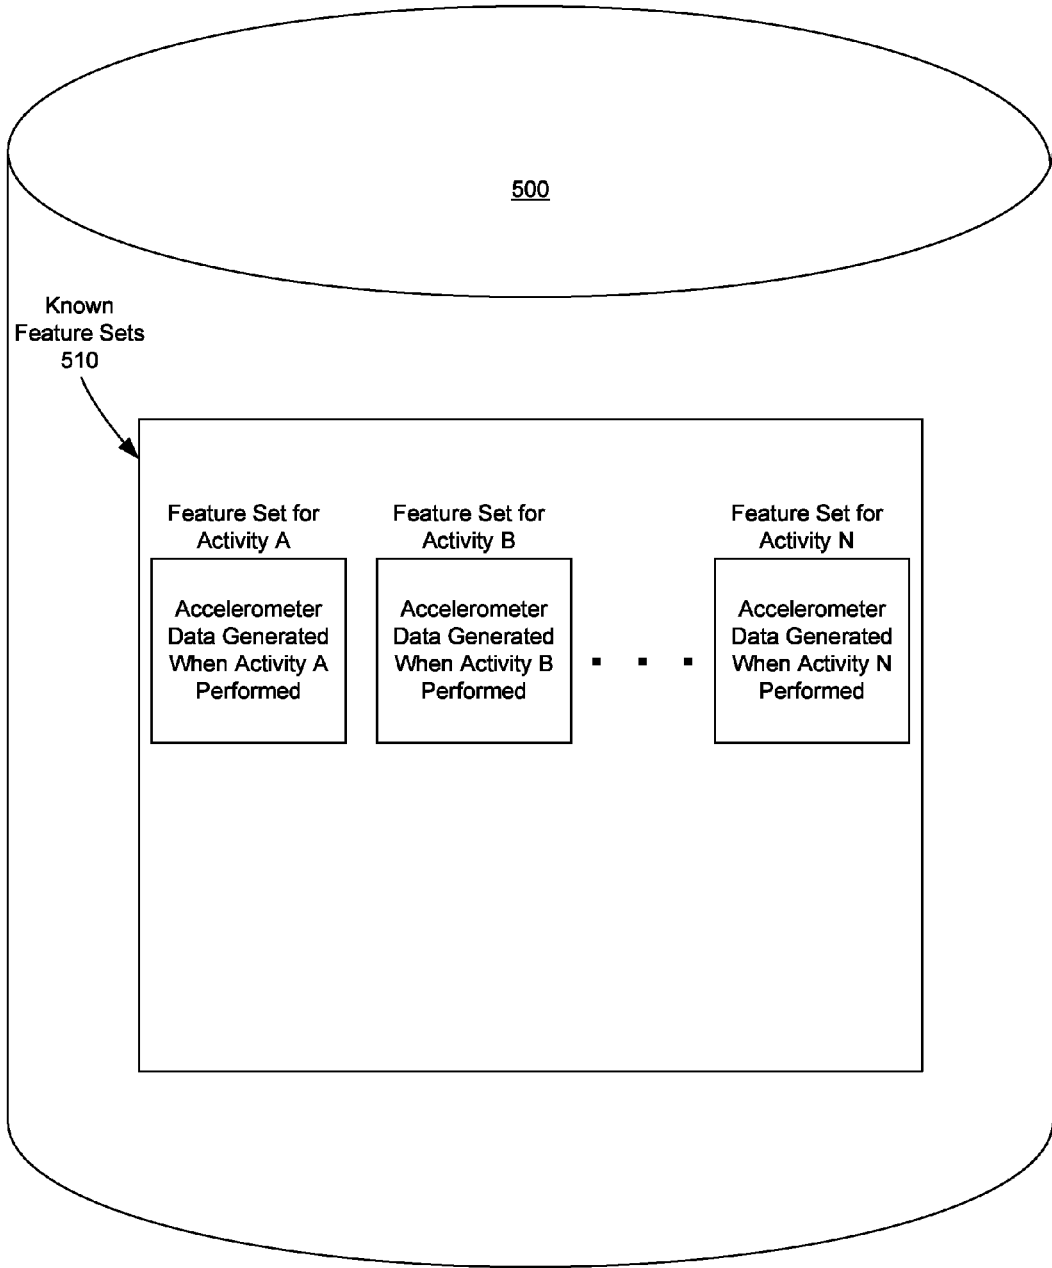 500
Known
Feature Sets
510
Feature Set for
Activity A
Accelerometer
Data Generated
When Activity A
Performed
Feature Set for
Activity B
Accelerometer
Data Generated
When Activity B
Performed
. . .
Feature Set for
Activity N
Accelerometer
Data Generated
When Activity N
Performed